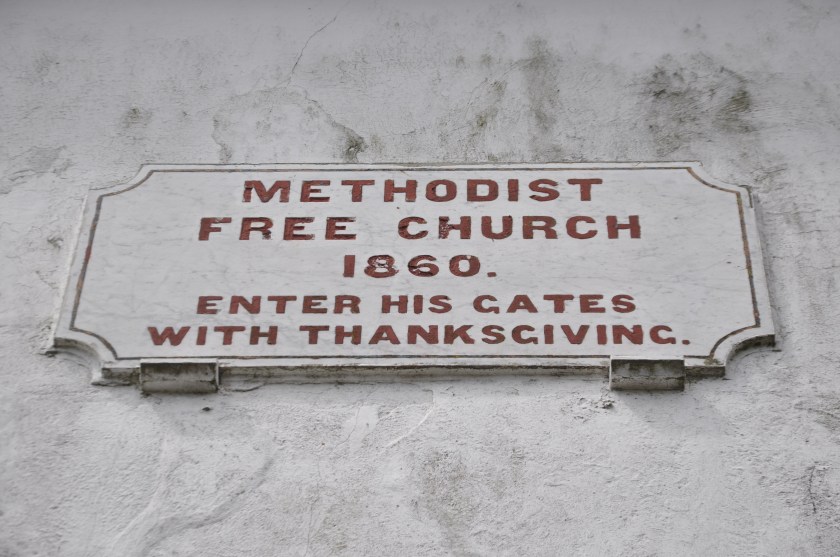 METHODIST
FREE CHURCH
1860.
ENTER HIS GATES
WITH THANKSGIVING.